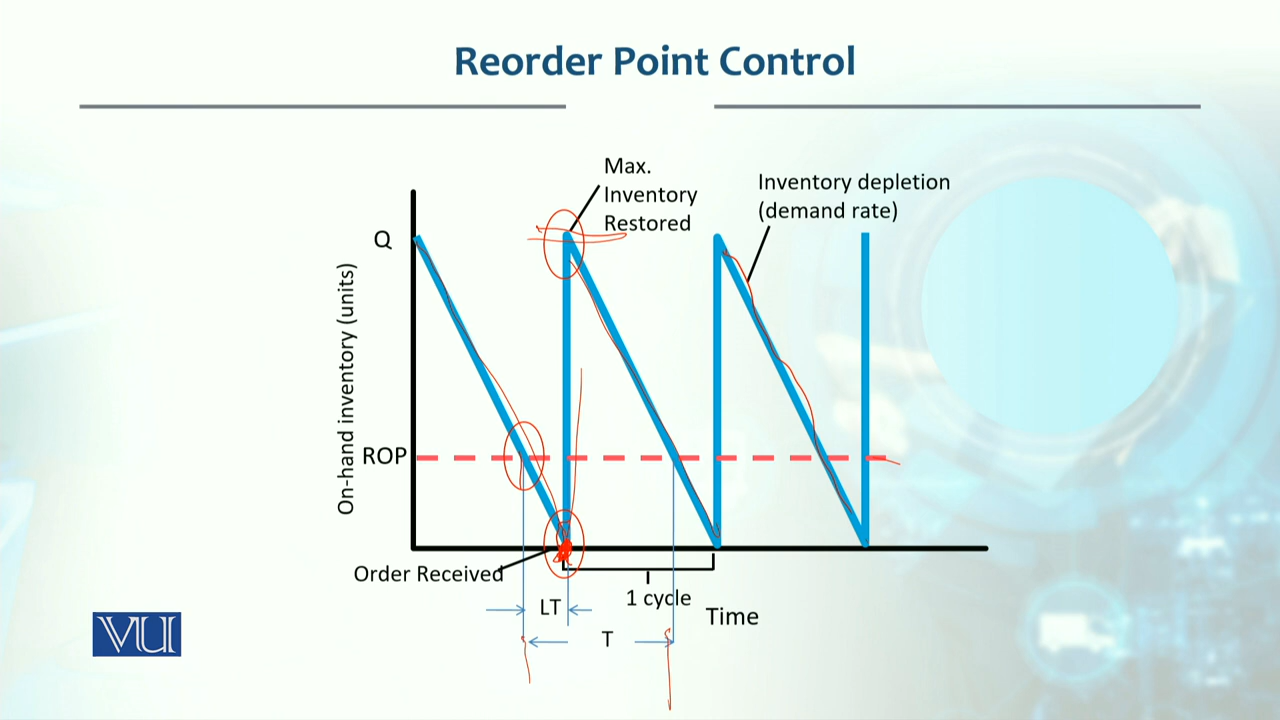 Reorder Point Control
Max.
Inventory
Restored
Inventory depletion
(demand rate)
Q
On-hand inventory (units)
ROP
Order Received
LT
1 cycle
Time
T
VU